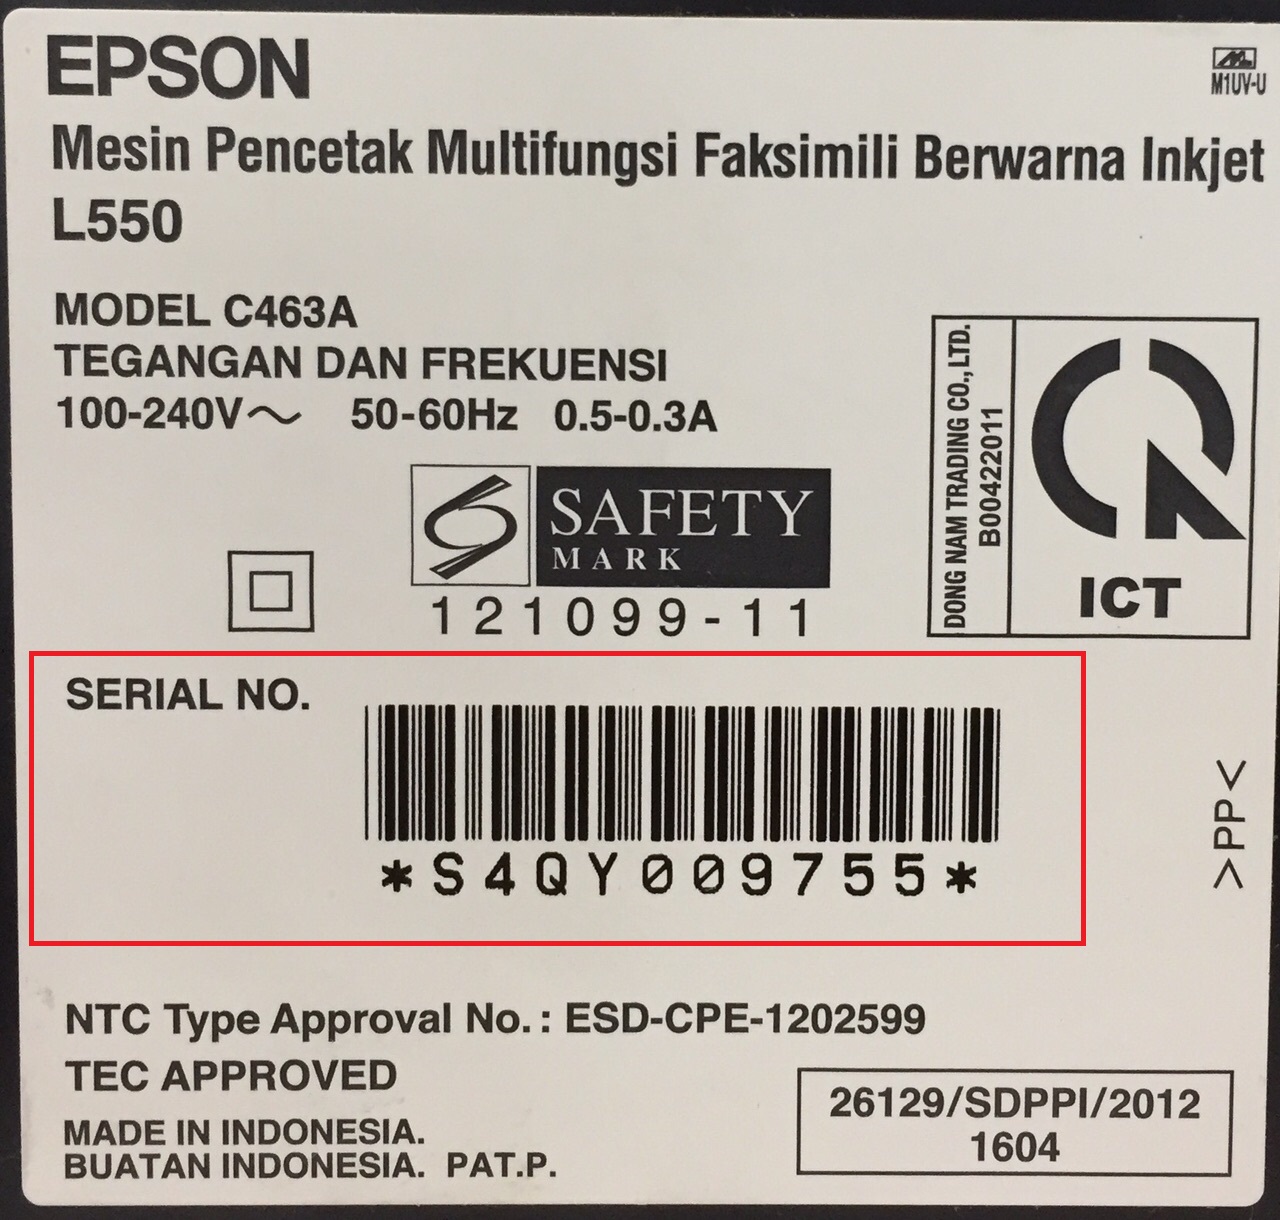 EPSON
M1UV-U
Mesin Pencetak Multifungsi Faksimili Berwarna Inkjet
L550
MODEL C463A
TEGANGAN DAN FREKUENSI
100-240V~ 50-60Hz 0.5-0.3A
SAFETY
MARK
121099-11
DONG NAM TRADING CO.,LTD.
B00422011
ICT
SERIAL NO.
*S4QY009755*
>PP<
NTC Type Approval No.: ESD-CPE-1202599
TEC APPROVED
MADE IN INDONESIA.
BUATAN INDONESIA. PAT.P.
26129/SDPPI/2012
1604